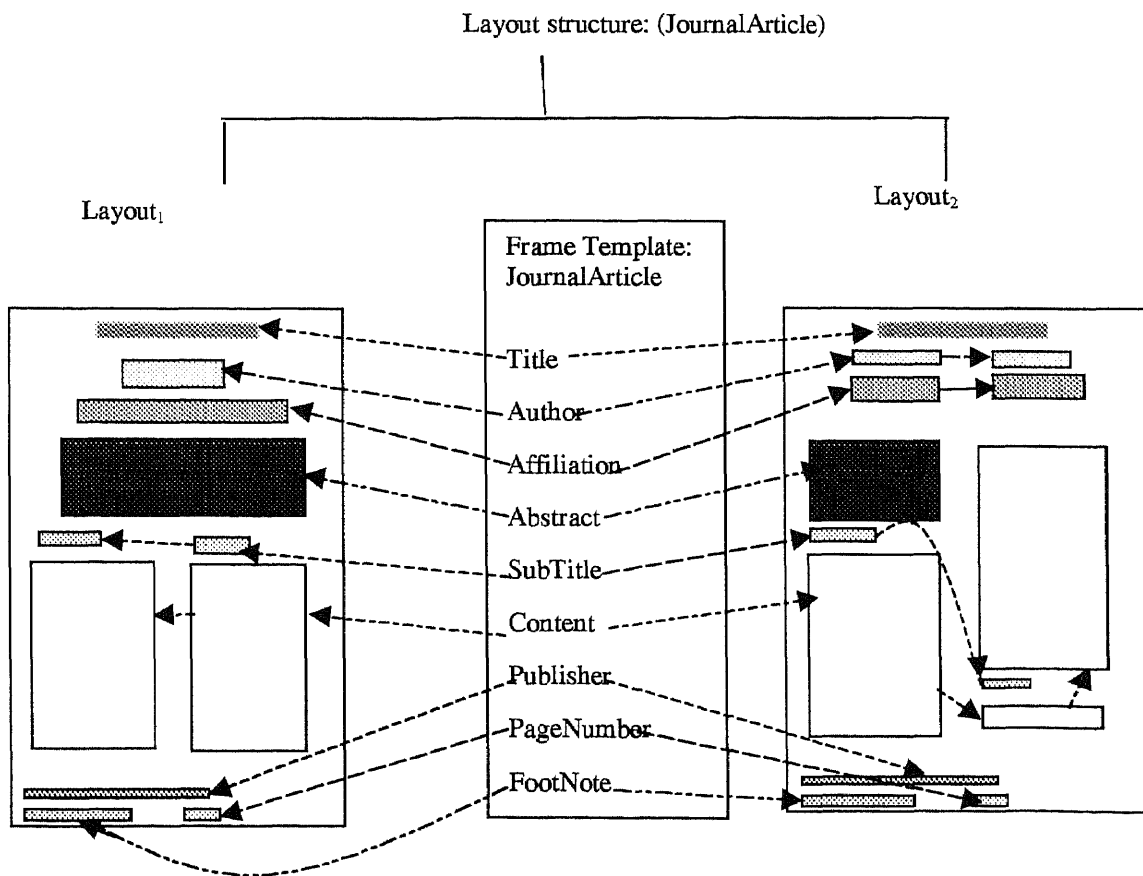 Layout structure: (JournalArticle)
Layout₁
Layout₂
Frame Template:
JournalArticle
Title
Author
Affiliation
Abstract
SubTitle
Content
Publisher
PageNumber
FootNote